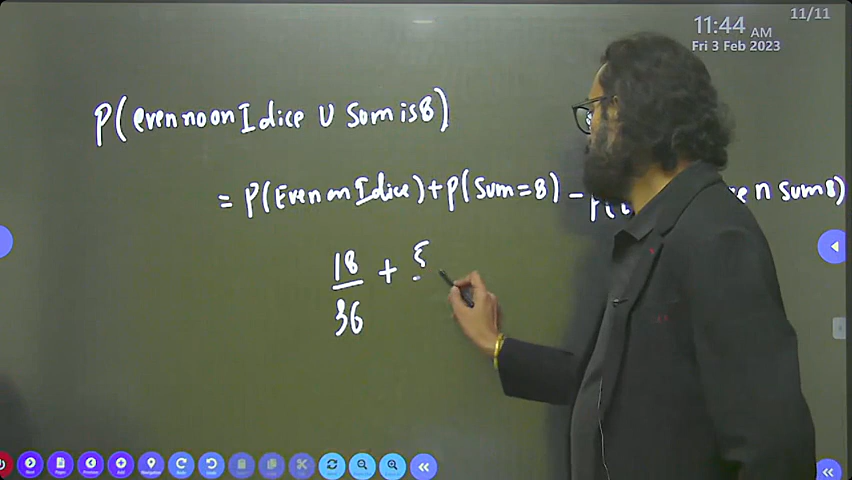 11/11
11:44 AM
Fri 3 Feb 2023
P(even no on I dice ∪ Sum is 8)
= P(Even on I dice) + P(Sum = 8) - P( ∩ Sum 8)
18/36 +